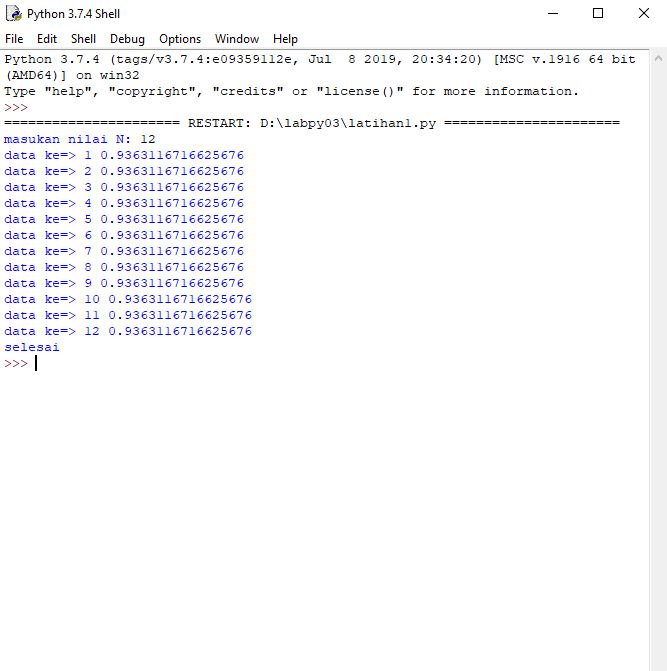 Python 3.7.4 Shell
File Edit Shell Debug Options Window Help
Python 3.7.4 (tags/v3.7.4:e09359112e, Jul  8 2019, 20:34:20) [MSC v.1916 64 bit
(AMD64)] on win32
Type "help", "copyright", "credits" or "license()" for more information.
>>>
====================== RESTART: D:\labpy03\latihan1.py ======================
masukan nilai N: 12
data ke=> 1 0.9363116716625676
data ke=> 2 0.9363116716625676
data ke=> 3 0.9363116716625676
data ke=> 4 0.9363116716625676
data ke=> 5 0.9363116716625676
data ke=> 6 0.9363116716625676
data ke=> 7 0.9363116716625676
data ke=> 8 0.9363116716625676
data ke=> 9 0.9363116716625676
data ke=> 10 0.9363116716625676
data ke=> 11 0.9363116716625676
data ke=> 12 0.9363116716625676
selesai
>>>